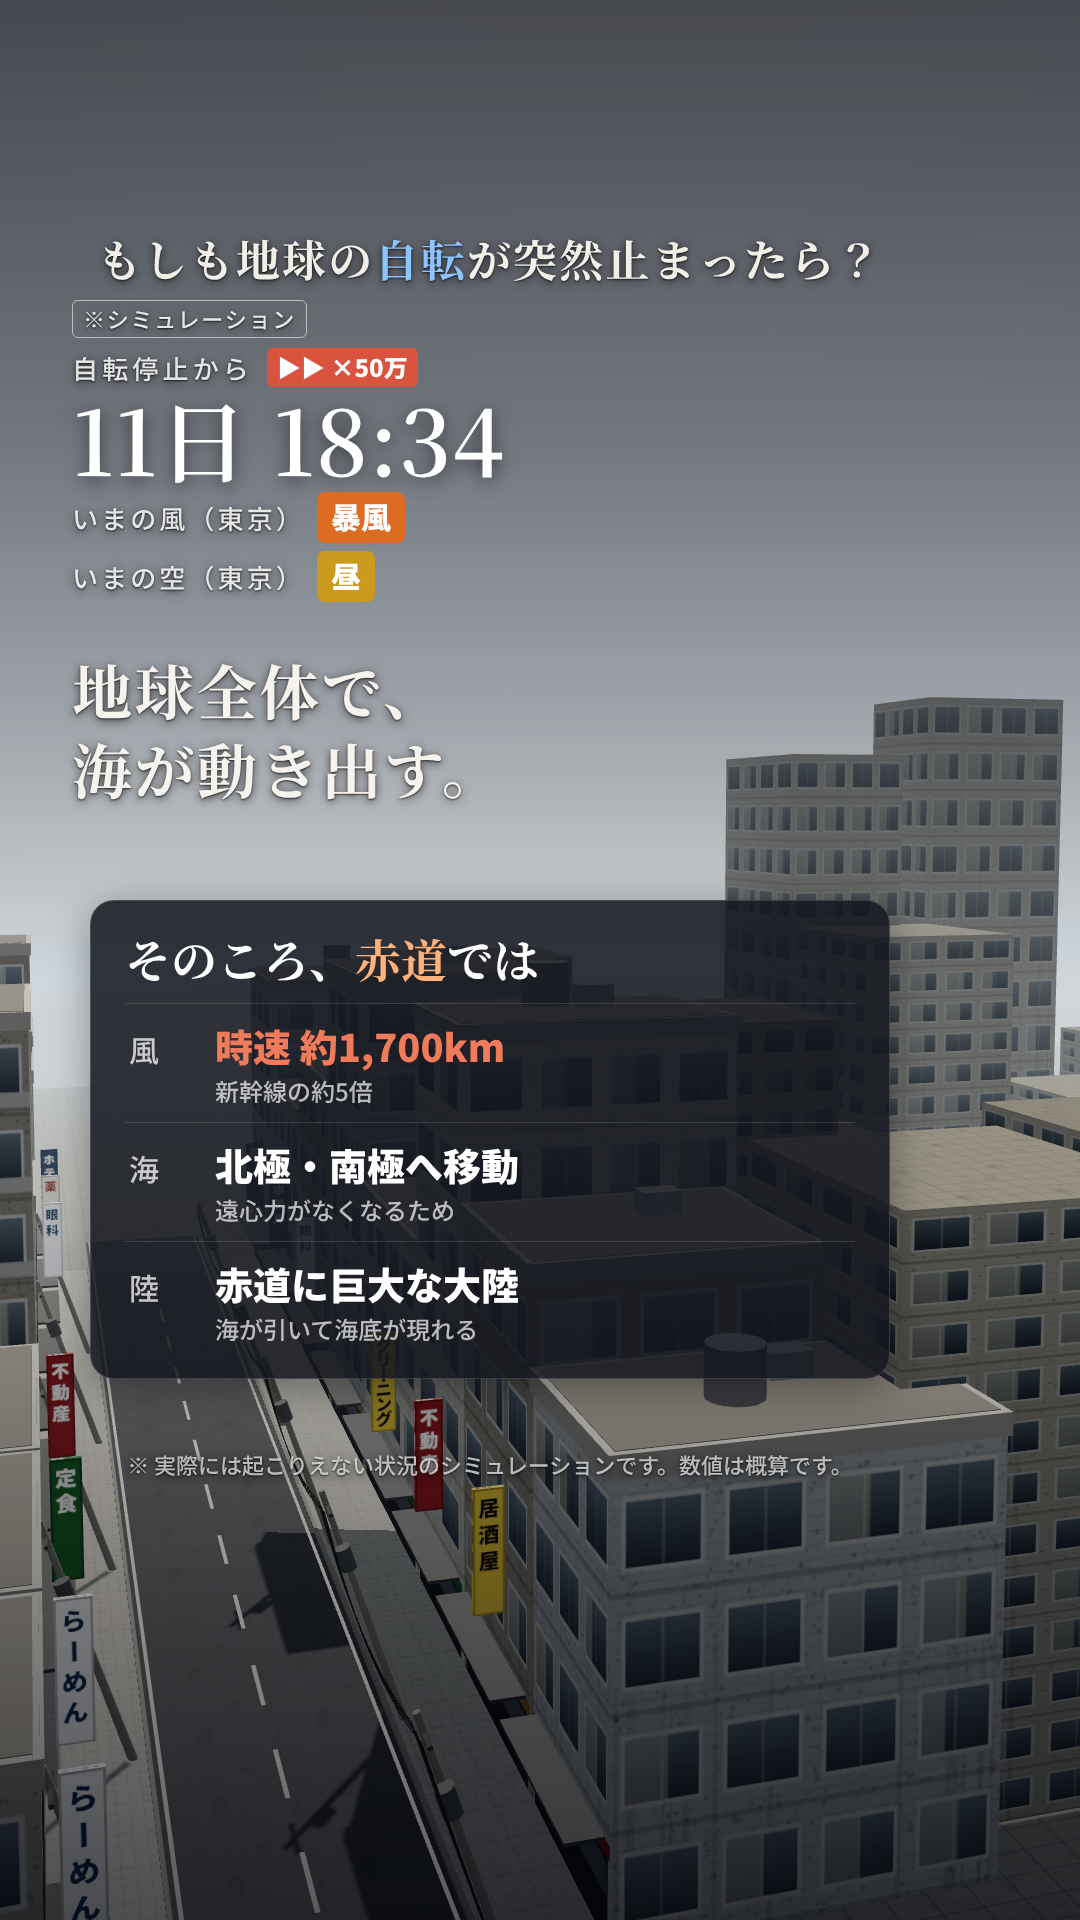 もしも地球の自転が突然止まったら？
※シミュレーション
自転停止から ▶▶ ×50万
11日 18:34
いまの風（東京） 暴風
いまの空（東京） 昼
地球全体で、
海が動き出す。
そのころ、赤道では
風 時速 約1,700km
新幹線の約5倍
海 北極・南極へ移動
遠心力がなくなるため
陸 赤道に巨大な大陸
海が引いて海底が現れる
※ 実際には起こりえない状況のシミュレーションです。数値は概算です。
ホテ
薬
眼科
不動産
定食
らーめん
らーめん
リーニング
不動産
居酒屋